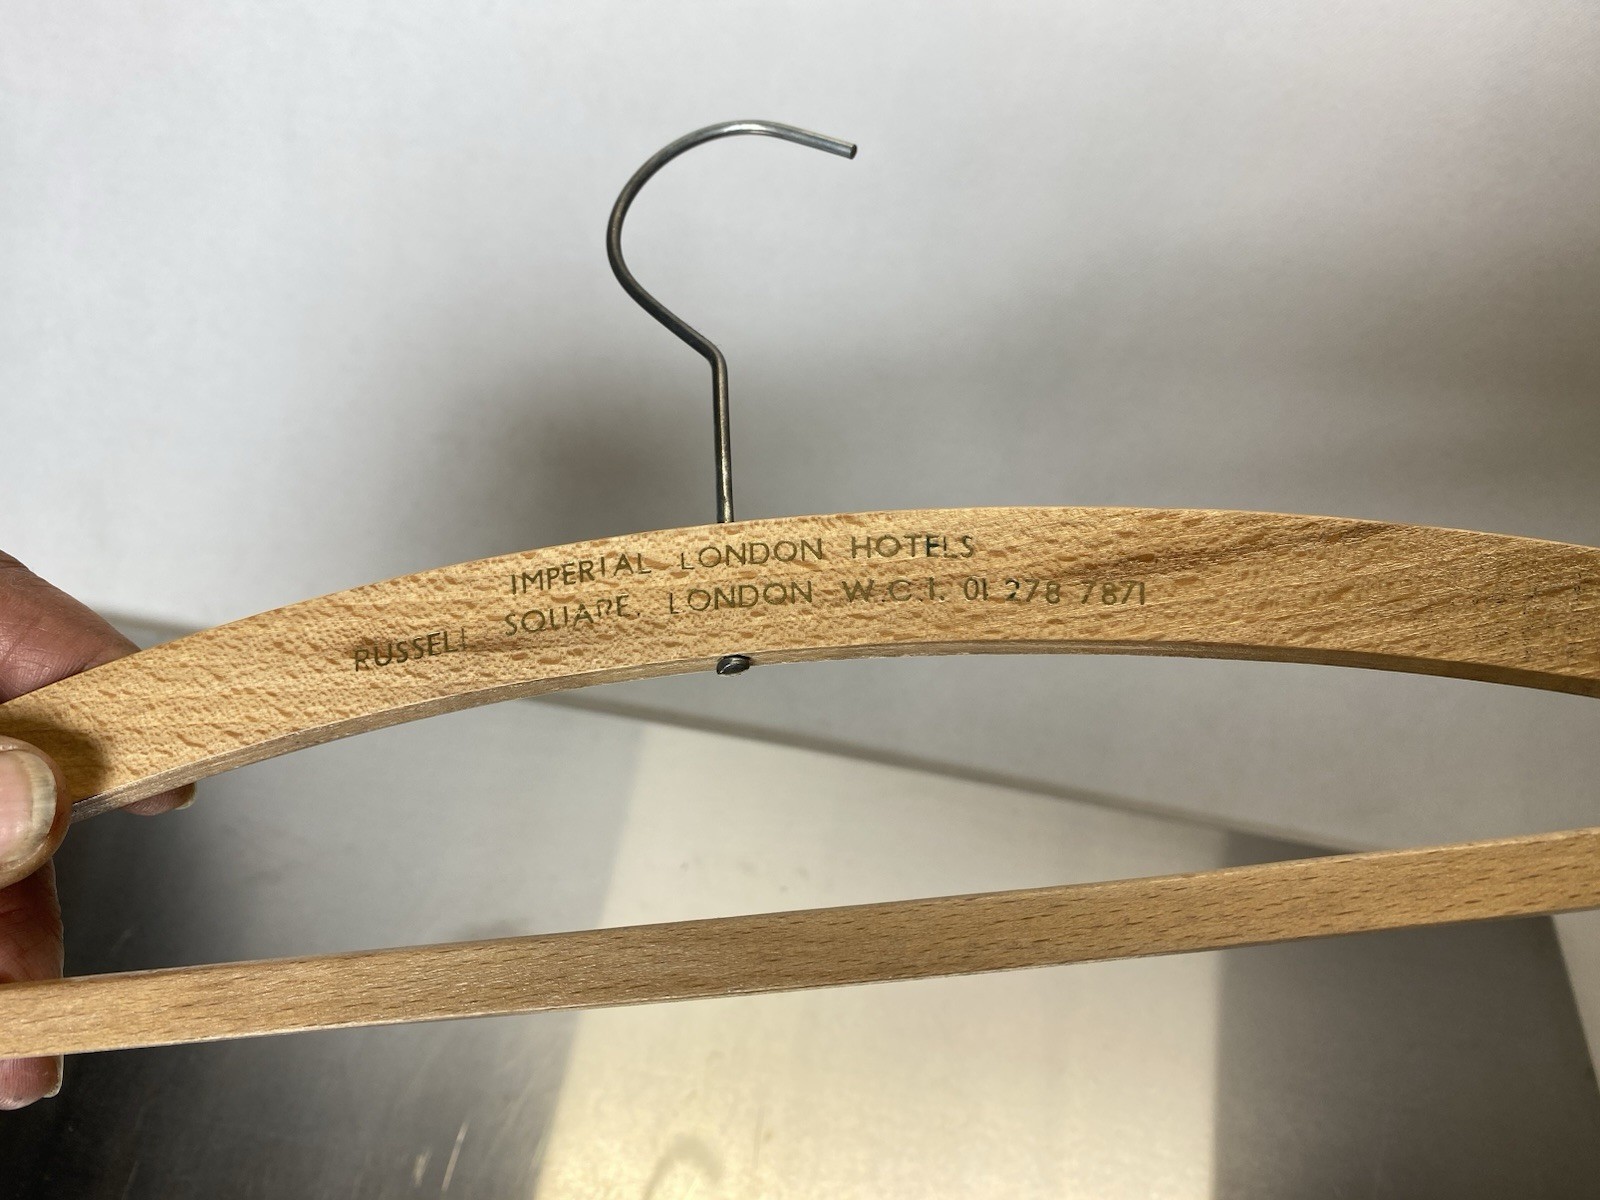 IMPERIAL LONDON HOTELS
RUSSELL SQUARE, LONDON W.C.1. 01 278 7871